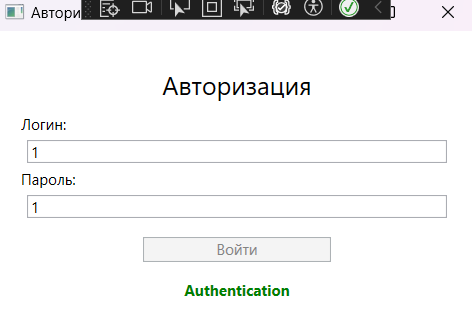 Автори
Авторизация
Логин:
1
Пароль:
1
Войти
Authentication